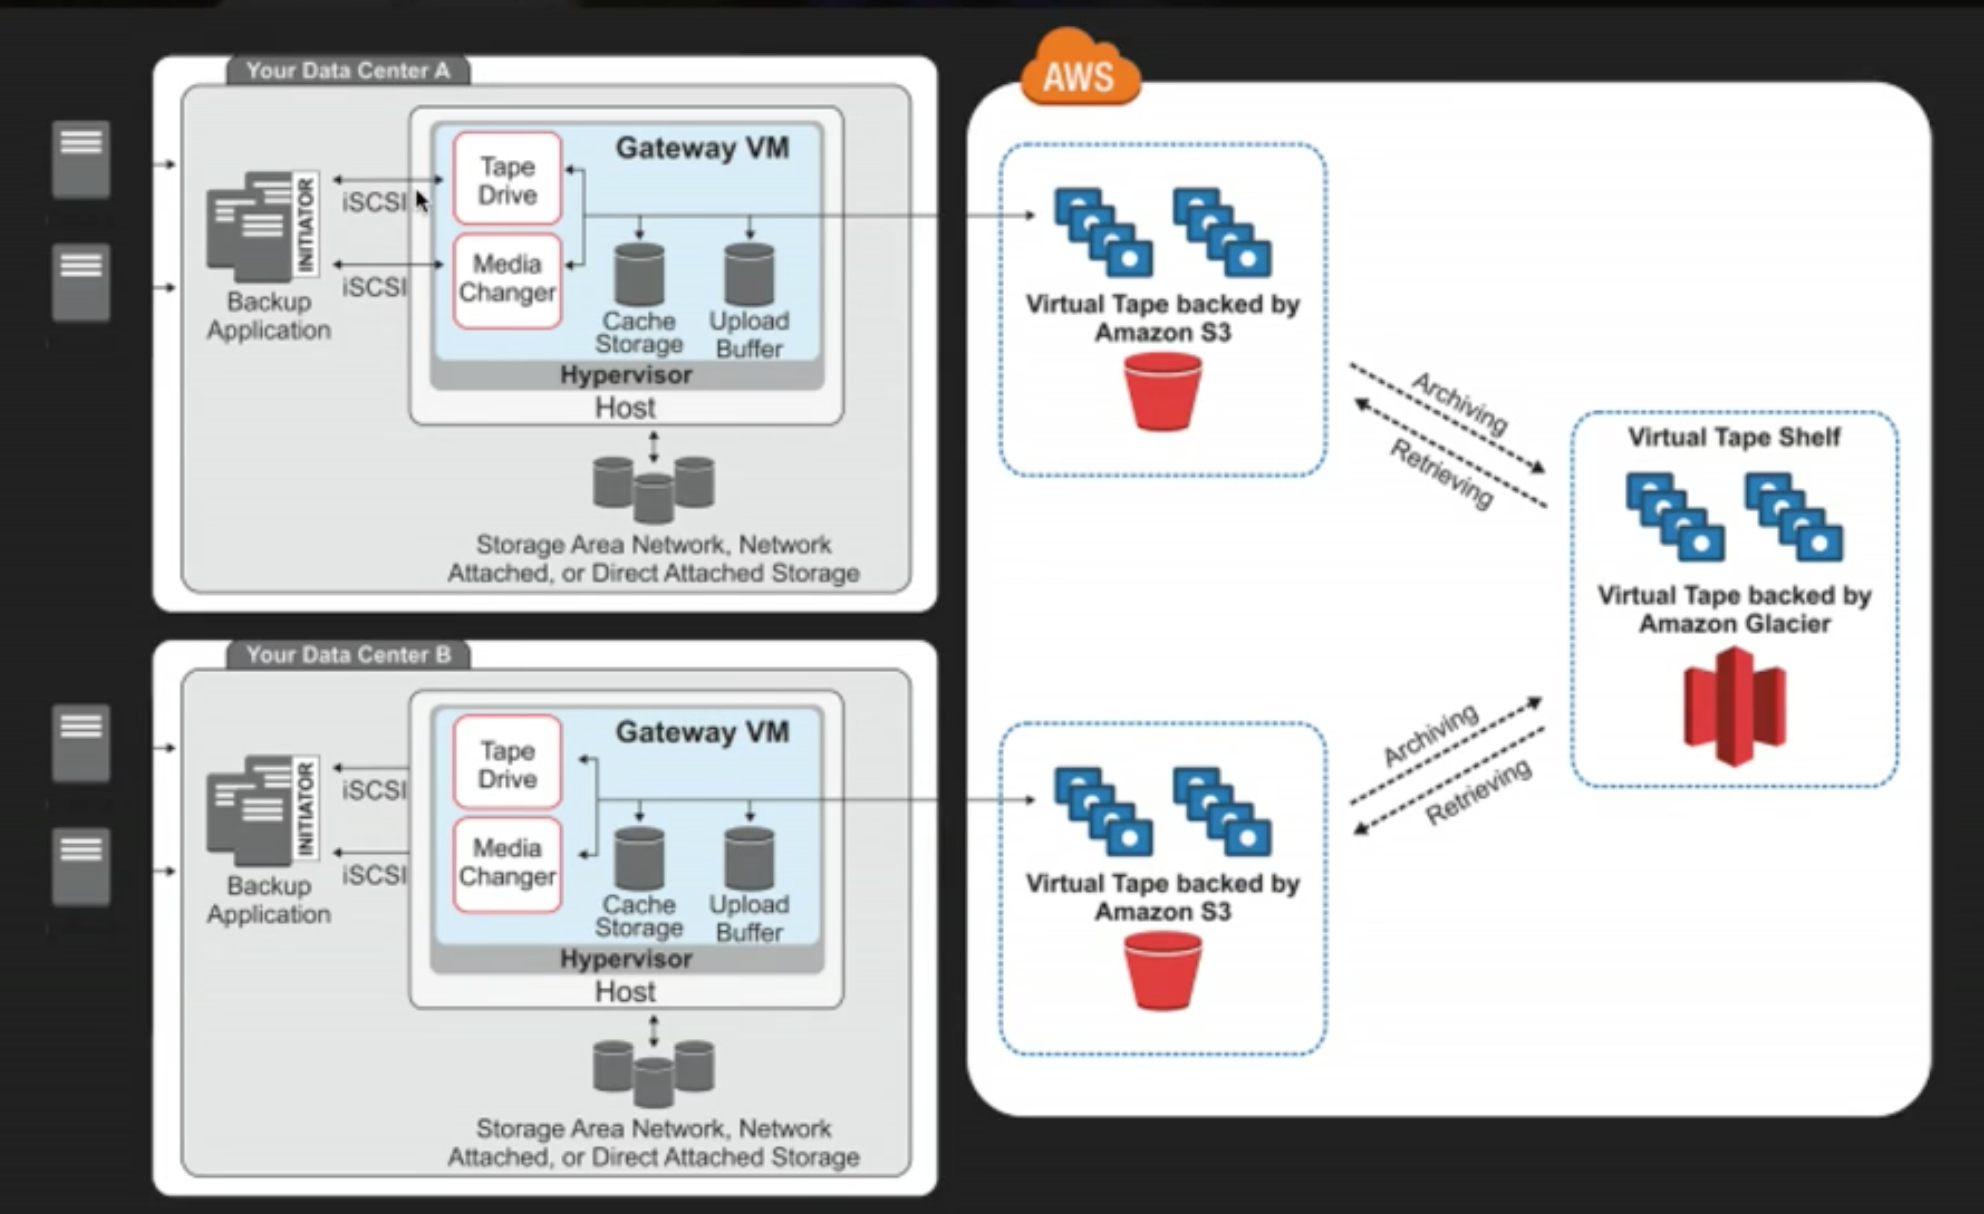 Your Data Center A
Gateway VM
Tape
Drive
INITIATOR
iSCSI
Media
Changer
iSCSI
Backup
Application
Cache
Storage
Upload
Buffer
Hypervisor
Host
Storage Area Network, Network
Attached, or Direct Attached Storage
Your Data Center B
Gateway VM
Tape
Drive
INITIATOR
iSCSI
Media
Changer
iSCSI
Backup
Application
Cache
Storage
Upload
Buffer
Hypervisor
Host
Storage Area Network, Network
Attached, or Direct Attached Storage
AWS
Virtual Tape backed by
Amazon S3
Archiving
Retrieving
Virtual Tape Shelf
Virtual Tape backed by
Amazon Glacier
Archiving
Retrieving
Virtual Tape backed by
Amazon S3